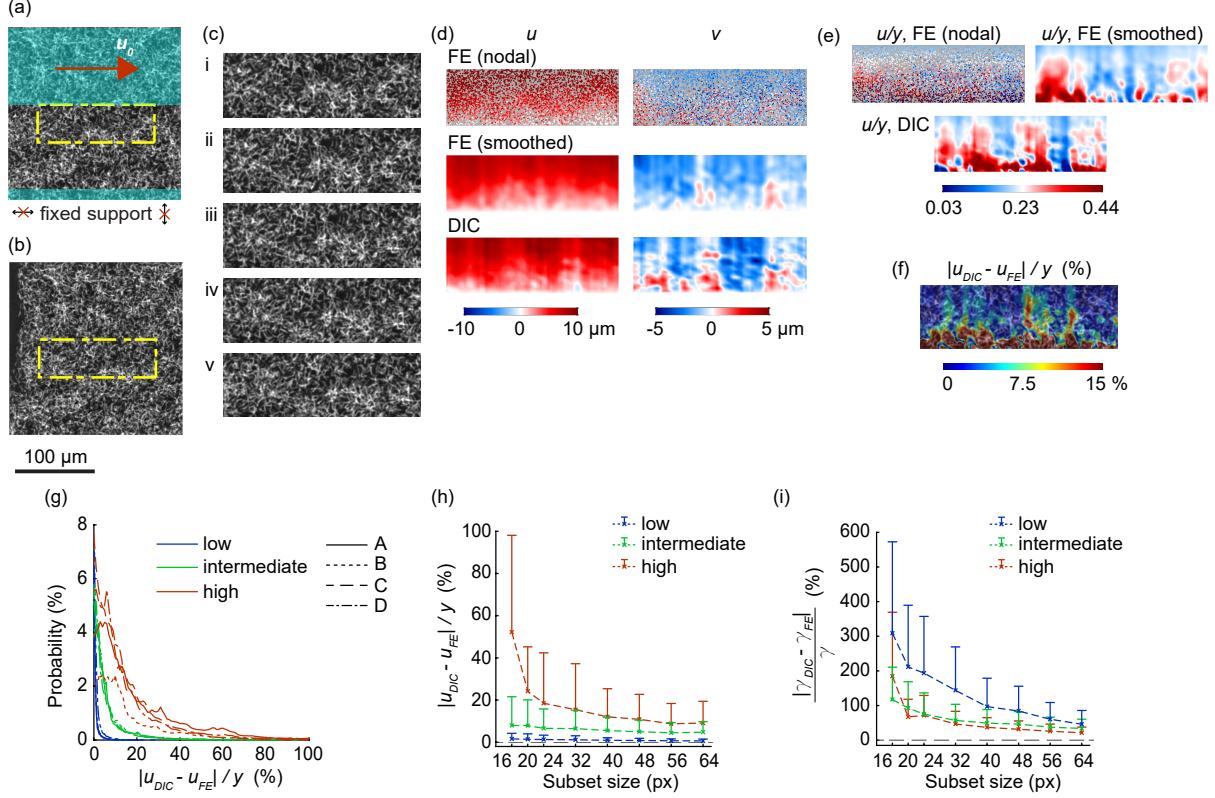 (a)
u0
fixed support
(b)
100 µm
(c)
i
ii
iii
iv
v
(d)
u
v
FE (nodal)
FE (smoothed)
DIC
-10 0 10 µm
-5 0 5 µm
(e)
u/y, FE (nodal)
u/y, FE (smoothed)
u/y, DIC
0.03 0.23 0.44
(f)
|uDIC - uFE| / y (%)
0 7.5 15 %
(g)
Probability (%)
8
6
4
2
0
low
intermediate
high
A
B
C
D
0 20 40 60 80 100
|uDIC - uFE| / y (%)
(h)
|uDIC - uFE| / y (%)
100
80
60
40
20
0
low
intermediate
high
16 20 24 32 40 48 56 64
Subset size (px)
(i)
|γDIC - γFE|
γ
(%)
600
500
400
300
200
100
0
low
intermediate
high
16 20 24 32 40 48 56 64
Subset size (px)